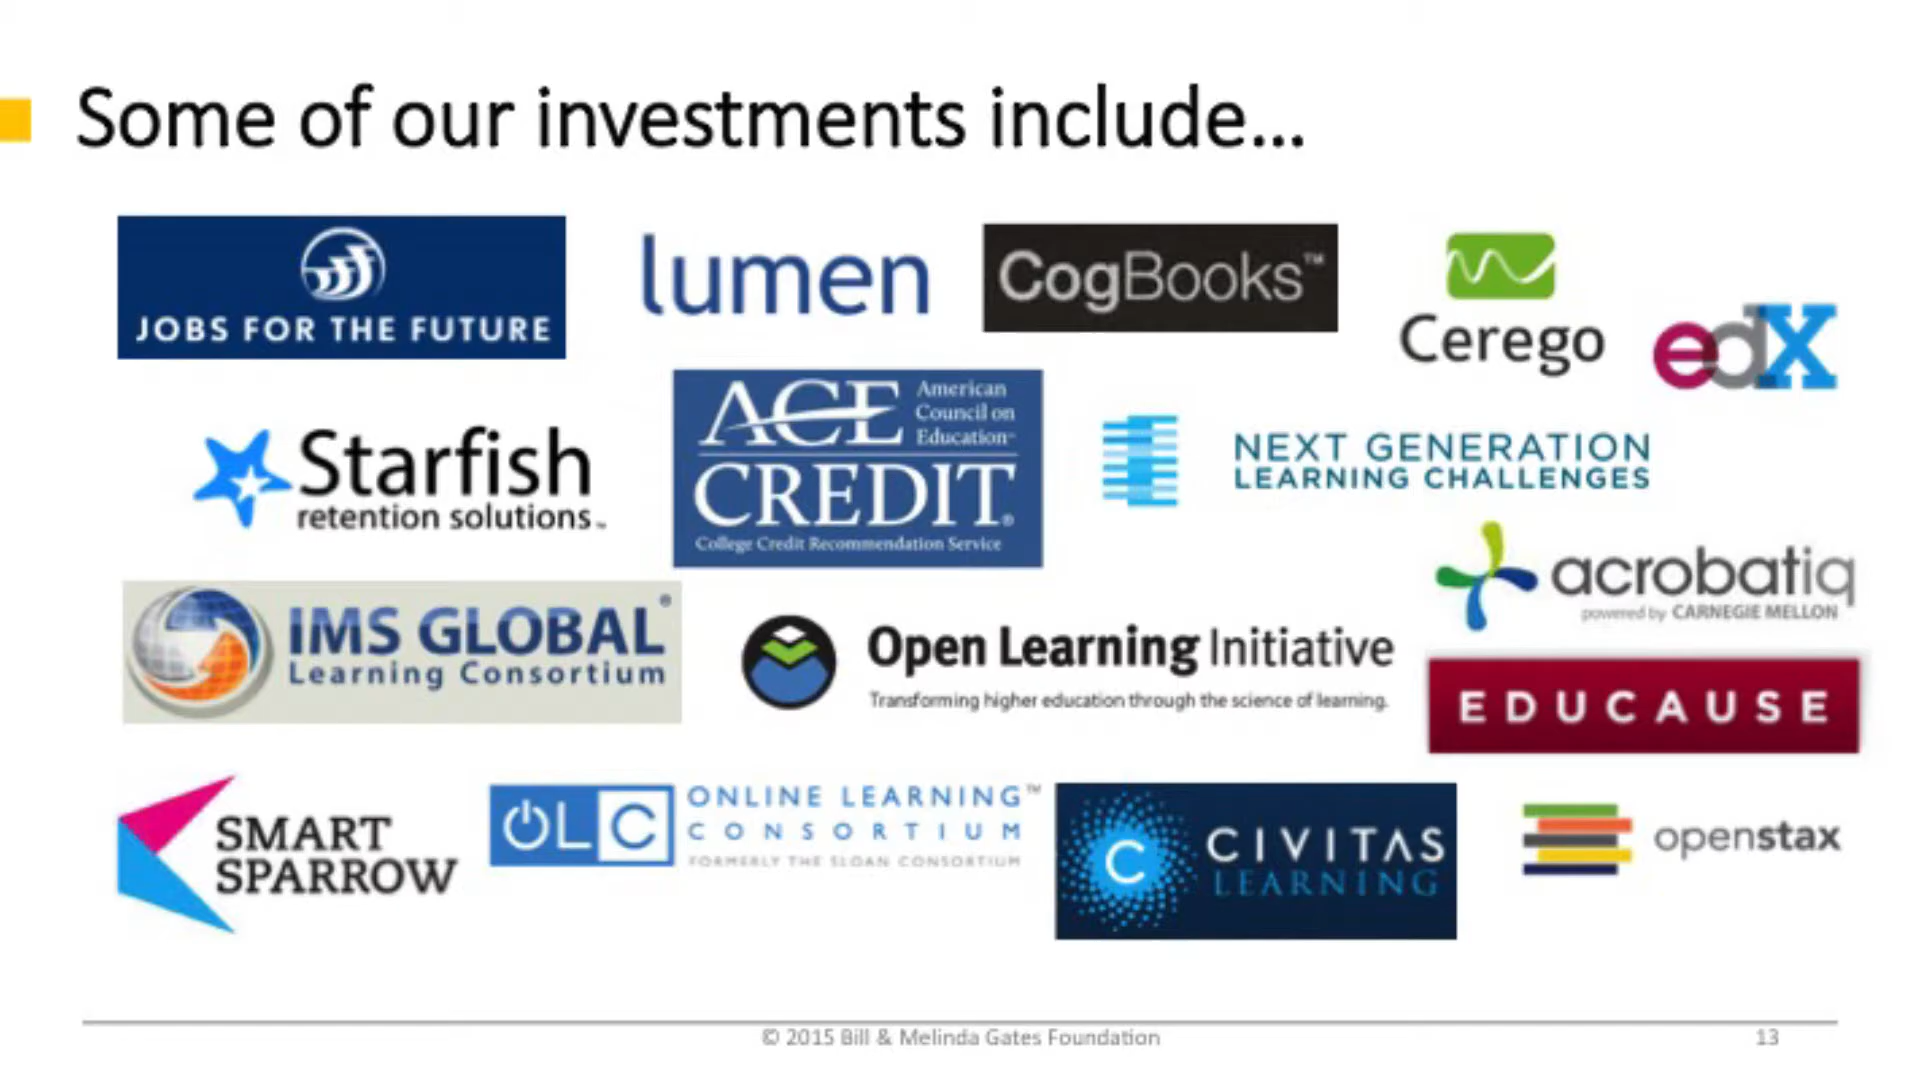 Some of our investments include...
JOBS FOR THE FUTURE
lumen
CogBooks™
Cerego
edX
Starfish
retention solutions™
ACE American
Council on
Education™
CREDIT®
College Credit Recommendation Service
NEXT GENERATION
LEARNING CHALLENGES
acrobatiq
powered by CARNEGIE MELLON
IMS GLOBAL®
Learning Consortium
Open Learning Initiative
Transforming higher education through the science of learning.
EDUCAUSE
SMART
SPARROW
OLC
ONLINE LEARNING™
CONSORTIUM
FORMERLY THE SLOAN CONSORTIUM
C
CIVITAS
LEARNING
openstax
© 2015 Bill & Melinda Gates Foundation
13